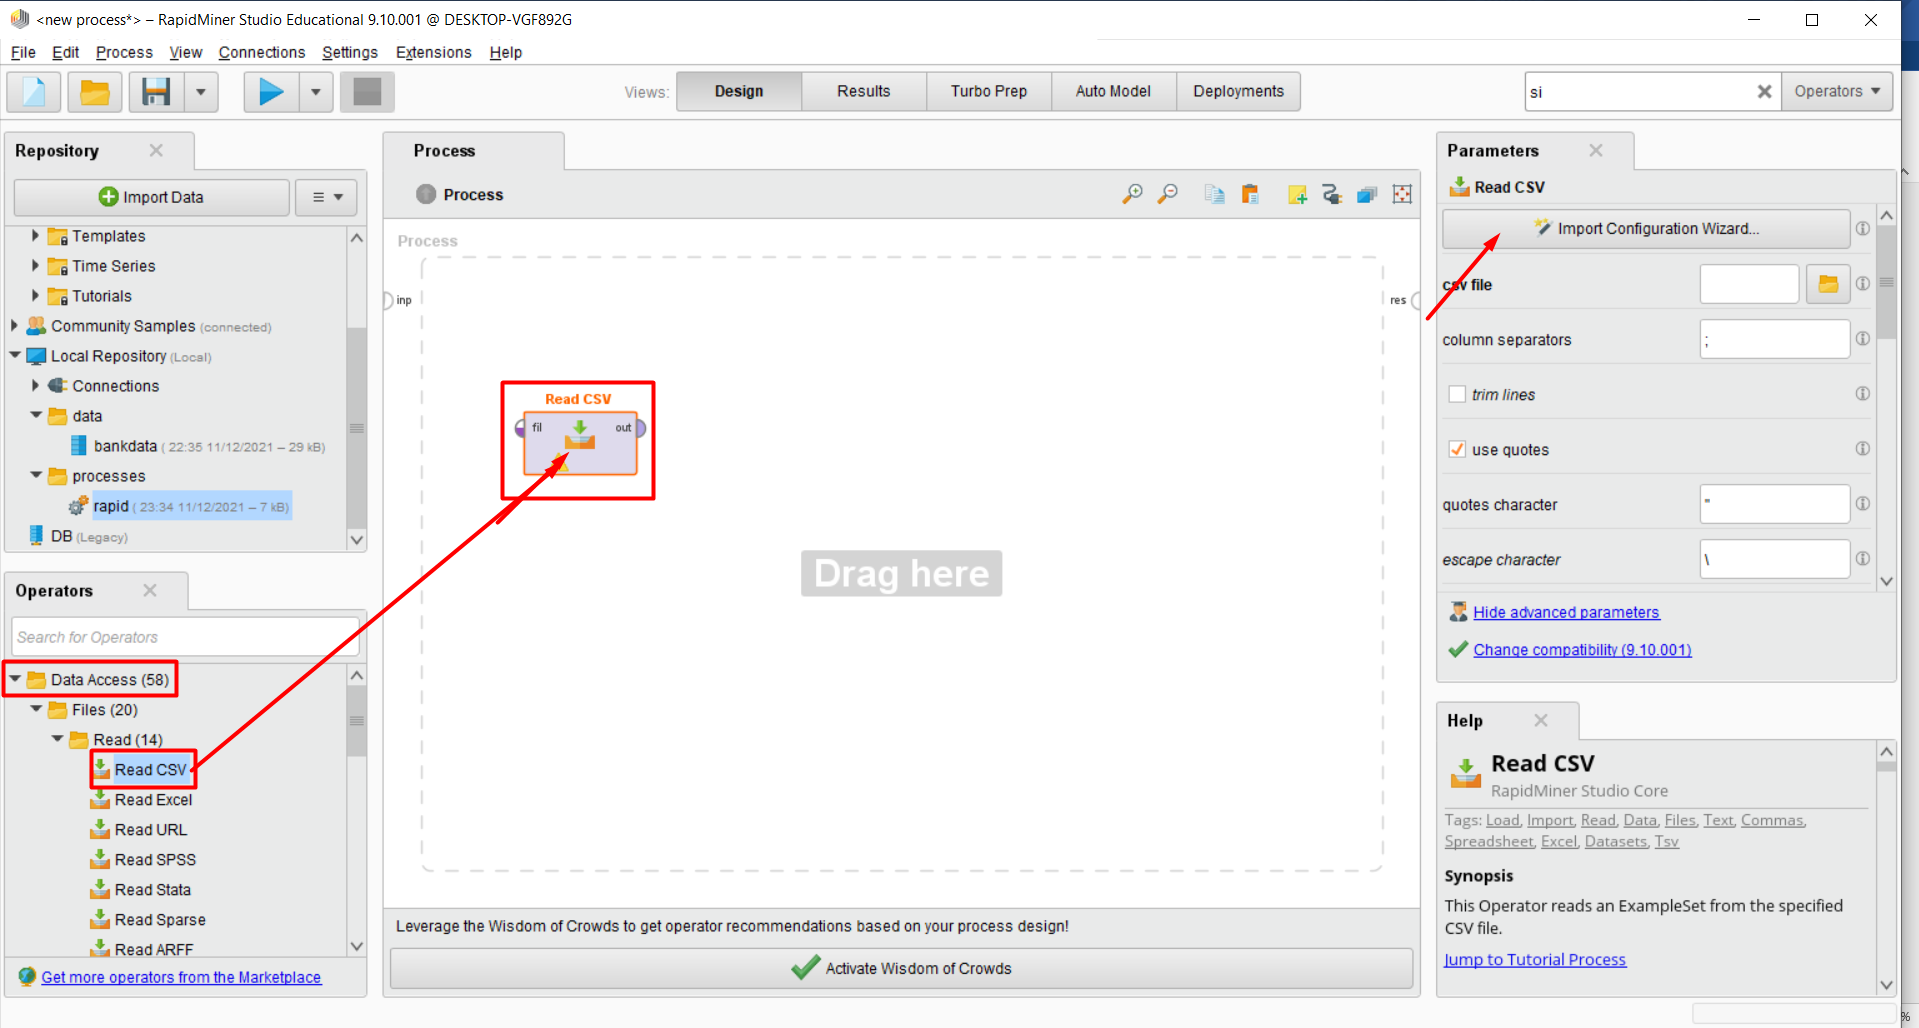 <new process*> – RapidMiner Studio Educational 9.10.001 @ DESKTOP-VGF892G
File Edit Process View Connections Settings Extensions Help
Views: Design Results Turbo Prep Auto Model Deployments
si
Operators
Repository
Import Data
Templates
Time Series
Tutorials
Community Samples (connected)
Local Repository (Local)
Connections
data
bankdata ( 22:35 11/12/2021 – 29 kB)
processes
rapid ( 23:34 11/12/2021 – 7 kB)
DB (Legacy)
Operators
Search for Operators
Data Access (58)
Files (20)
Read (14)
Read CSV
Read Excel
Read URL
Read SPSS
Read Stata
Read Sparse
Read ARFF
Get more operators from the Marketplace
Process
Process
Process
inp
res
Read CSV
fil out
Drag here
Leverage the Wisdom of Crowds to get operator recommendations based on your process design!
Activate Wisdom of Crowds
Parameters
Read CSV
Import Configuration Wizard...
csv file
column separators ;
trim lines
use quotes
quotes character "
escape character \
Hide advanced parameters
Change compatibility (9.10.001)
Help
Read CSV
RapidMiner Studio Core
Tags: Load, Import, Read, Data, Files, Text, Commas,
Spreadsheet, Excel, Datasets, Tsv
Synopsis
This Operator reads an ExampleSet from the specified
CSV file.
Jump to Tutorial Process
%